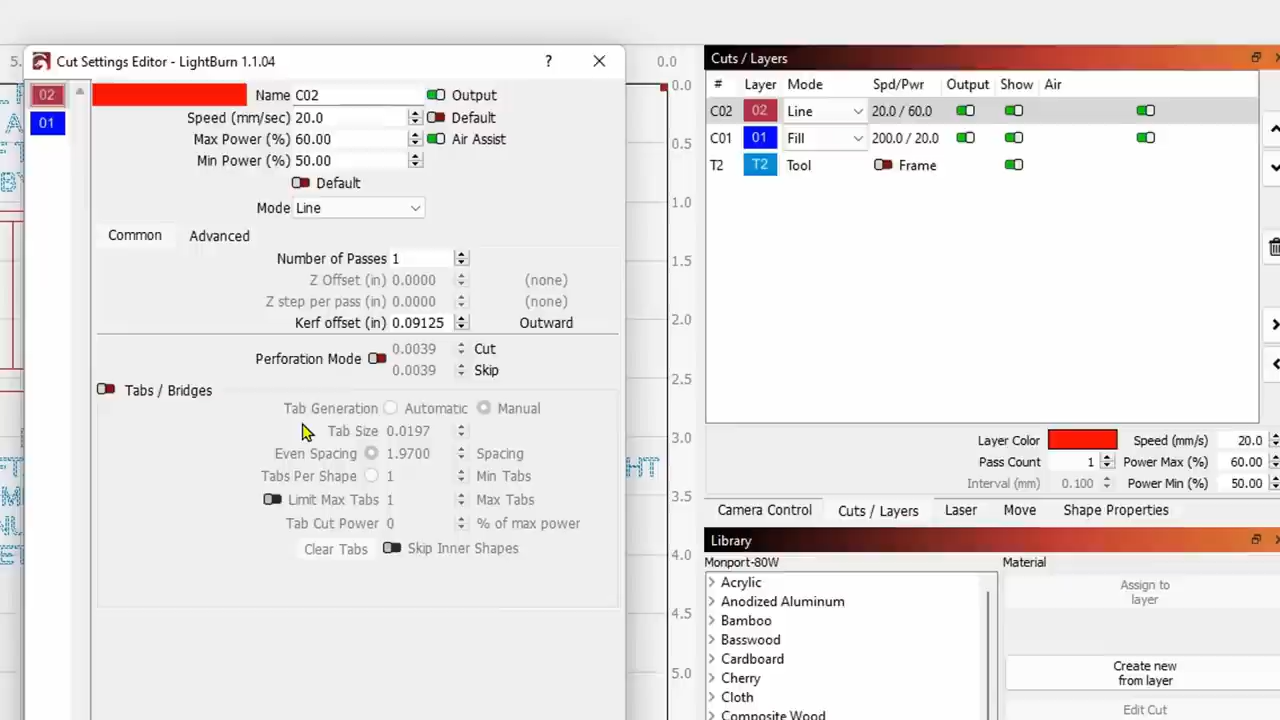 Cut Settings Editor - LightBurn 1.1.04
?
02
01
Name C02
Output
Speed (mm/sec) 20.0
Default
Max Power (%) 60.00
Air Assist
Min Power (%) 50.00
Default
Mode Line
Common Advanced
Number of Passes 1
Z Offset (in) 0.0000 (none)
Z step per pass (in) 0.0000 (none)
Kerf offset (in) 0.09125 Outward
Perforation Mode 0.0039 Cut
0.0039 Skip
Tabs / Bridges
Tab Generation Automatic Manual
Tab Size 0.0197
Even Spacing 1.9700 Spacing
Tabs Per Shape 1 Min Tabs
Limit Max Tabs 1 Max Tabs
Tab Cut Power 0 % of max power
Clear Tabs Skip Inner Shapes
5.
0.0
0.0
0.5
1.0
1.5
2.0
2.5
3.0
3.5
4.0
4.5
5.0
HT
Cuts / Layers
# Layer Mode Spd/Pwr Output Show Air
C02 02 Line 20.0 / 60.0
C01 01 Fill 200.0 / 20.0
T2 T2 Tool Frame
Layer Color Speed (mm/s) 20.0
Pass Count 1 Power Max (%) 60.00
Interval (mm) 0.100 Power Min (%) 50.00
Camera Control Cuts / Layers Laser Move Shape Properties
Library
Monport-80W
Acrylic
Anodized Aluminum
Bamboo
Basswood
Cardboard
Cherry
Cloth
Composite Wood
Material
Assign to
layer
Create new
from layer
Edit Cut